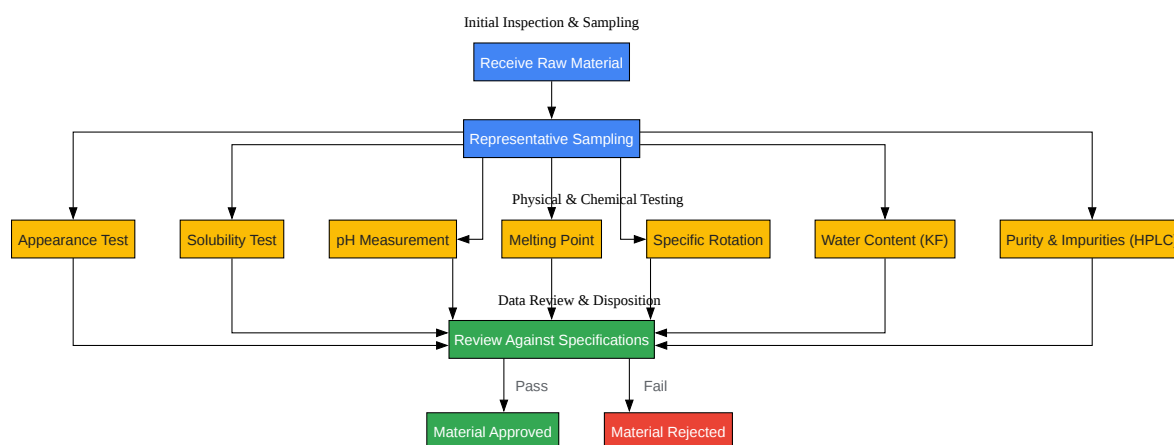 Initial Inspection & Sampling
Receive Raw Material
Representative Sampling
Physical & Chemical Testing
Appearance Test
Solubility Test
pH Measurement
Melting Point
Specific Rotation
Water Content (KF)
Purity & Impurities (HPLC)
Data Review & Disposition
Review Against Specifications
Pass
Fail
Material Approved
Material Rejected